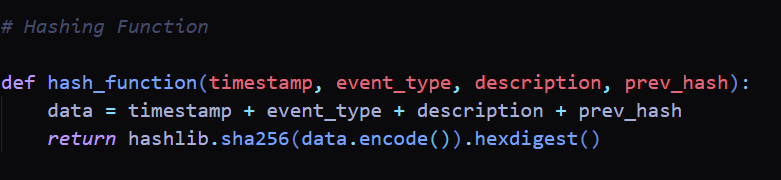 # Hashing Function
def hash_function(timestamp, event_type, description, prev_hash):
    data = timestamp + event_type + description + prev_hash
    return hashlib.sha256(data.encode()).hexdigest()